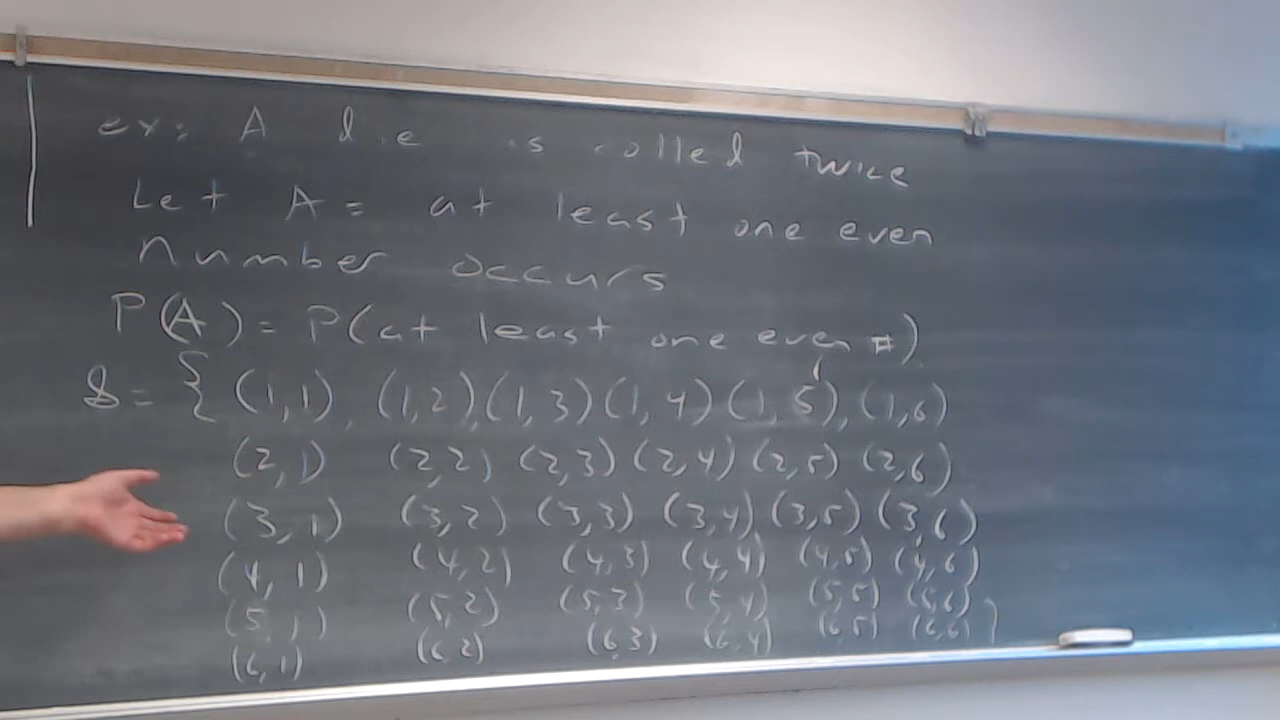 ex: A die is rolled twice
Let A = at least one even
number occurs
P(A) = P(at least one even #)
S = { (1,1), (1,2), (1,3) (1,4) (1,5), (1,6)
(2,1) (2,2) (2,3) (2,4) (2,5) (2,6)
(3,1) (3,2) (3,3) (3,4) (3,5) (3,6)
(4,1) (4,2) (4,3) (4,4) (4,5) (4,6)
(5,1) (5,2) (5,3) (5,4) (5,5) (5,6)
(6,1) (6,2) (6,3) (6,4) (6,5) (6,6) }